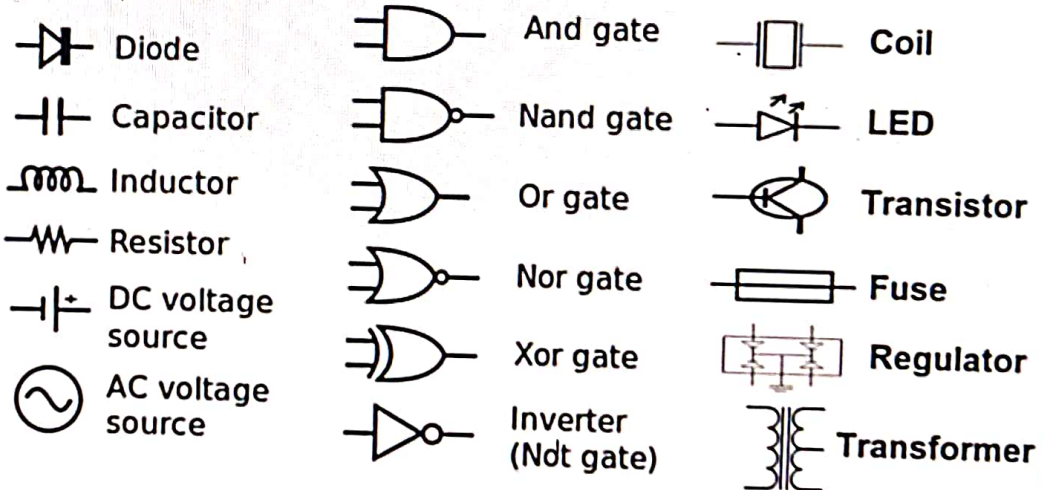 Diode
Capacitor
Inductor
Resistor
DC voltage
source
AC voltage
source
And gate
Nand gate
Or gate
Nor gate
Xor gate
Inverter
(Ndt gate)
Coil
LED
Transistor
Fuse
Regulator
Transformer